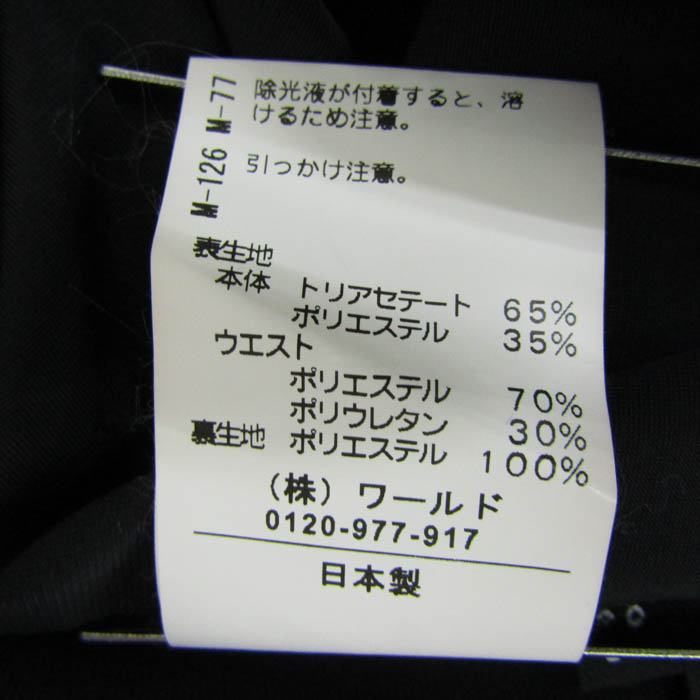 M-77 除光液が付着すると、溶
けるため注意。
M-126 引っかけ注意。
表生地
本体 トリアセテート 65%
ポリエステル 35%
ウエスト
ポリエステル 70%
ポリウレタン 30%
裏生地 ポリエステル 100%
(株) ワールド
0120-977-917
日本製